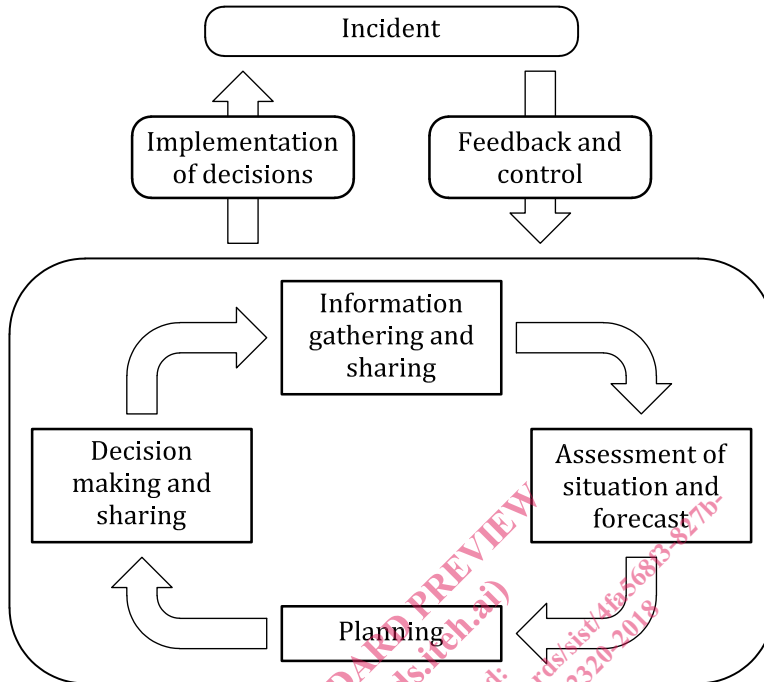 Incident
Implementation
of decisions
Feedback and
control
Information
gathering and
sharing
Decision
making and
sharing
Assessment of
situation and
forecast
Planning
PREVIEW